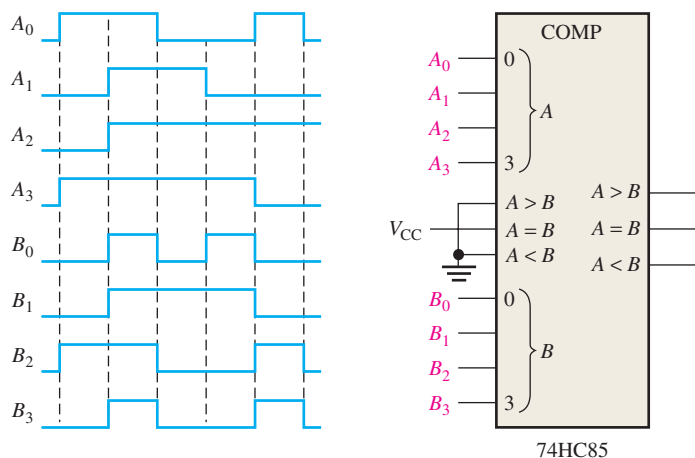 A0
A1
A2
A3
B0
B1
B2
B3
COMP
A0
0
A1
A
A2
A3
3
A > B
A > B
VCC
A = B
A = B
A < B
A < B
B0
0
B1
B
B2
B3
3
74HC85